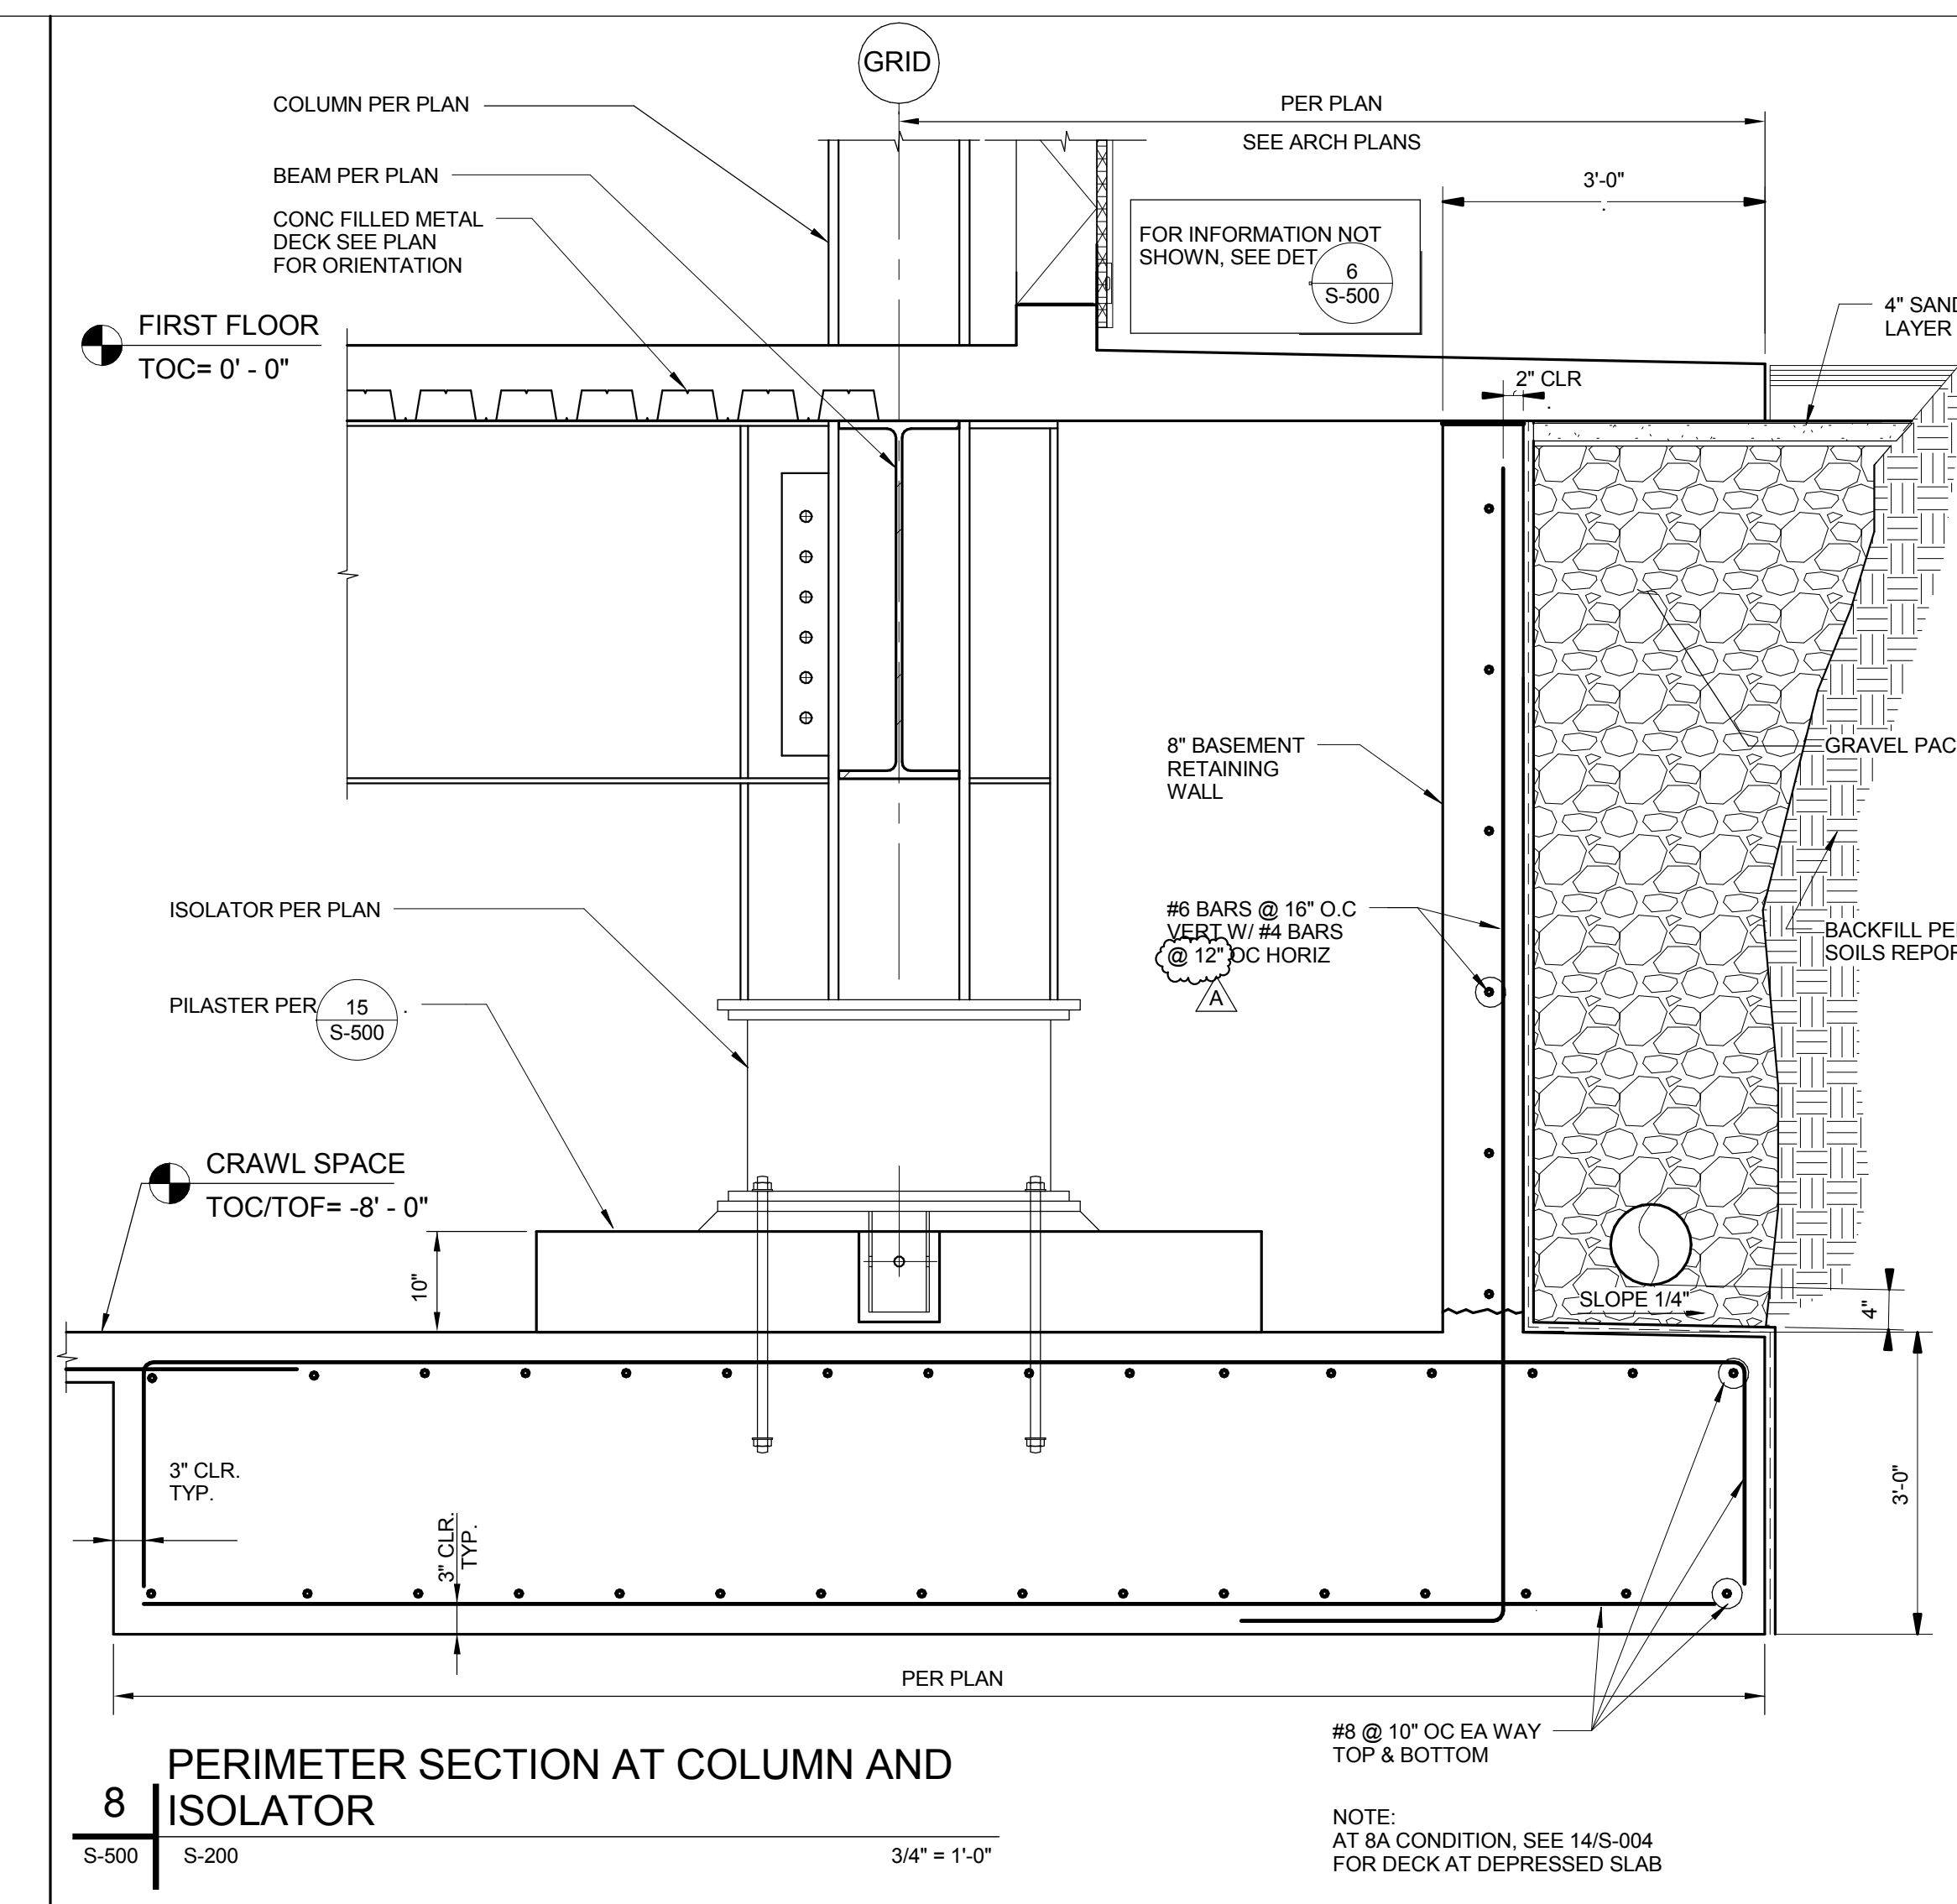 GRID
COLUMN PER PLAN
PER PLAN
SEE ARCH PLANS
BEAM PER PLAN
3'-0"
CONC FILLED METAL
DECK SEE PLAN
FOR ORIENTATION
FOR INFORMATION NOT
SHOWN, SEE DET
6
S-500
4" SAND
LAYER
FIRST FLOOR
TOC= 0' - 0"
2" CLR
8" BASEMENT
RETAINING
WALL
GRAVEL PAC
ISOLATOR PER PLAN
#6 BARS @ 16" O.C
VERT W/ #4 BARS
@ 12" OC HORIZ
A
BACKFILL PE
SOILS REPOR
PILASTER PER
15
S-500
.
CRAWL SPACE
TOC/TOF= -8' - 0"
10"
SLOPE 1/4"
4"
3" CLR.
TYP.
3" CLR.
TYP.
3'-0"
PER PLAN
#8 @ 10" OC EA WAY
TOP & BOTTOM
PERIMETER SECTION AT COLUMN AND
ISOLATOR
8
S-500
S-200
3/4" = 1'-0"
NOTE:
AT 8A CONDITION, SEE 14/S-004
FOR DECK AT DEPRESSED SLAB